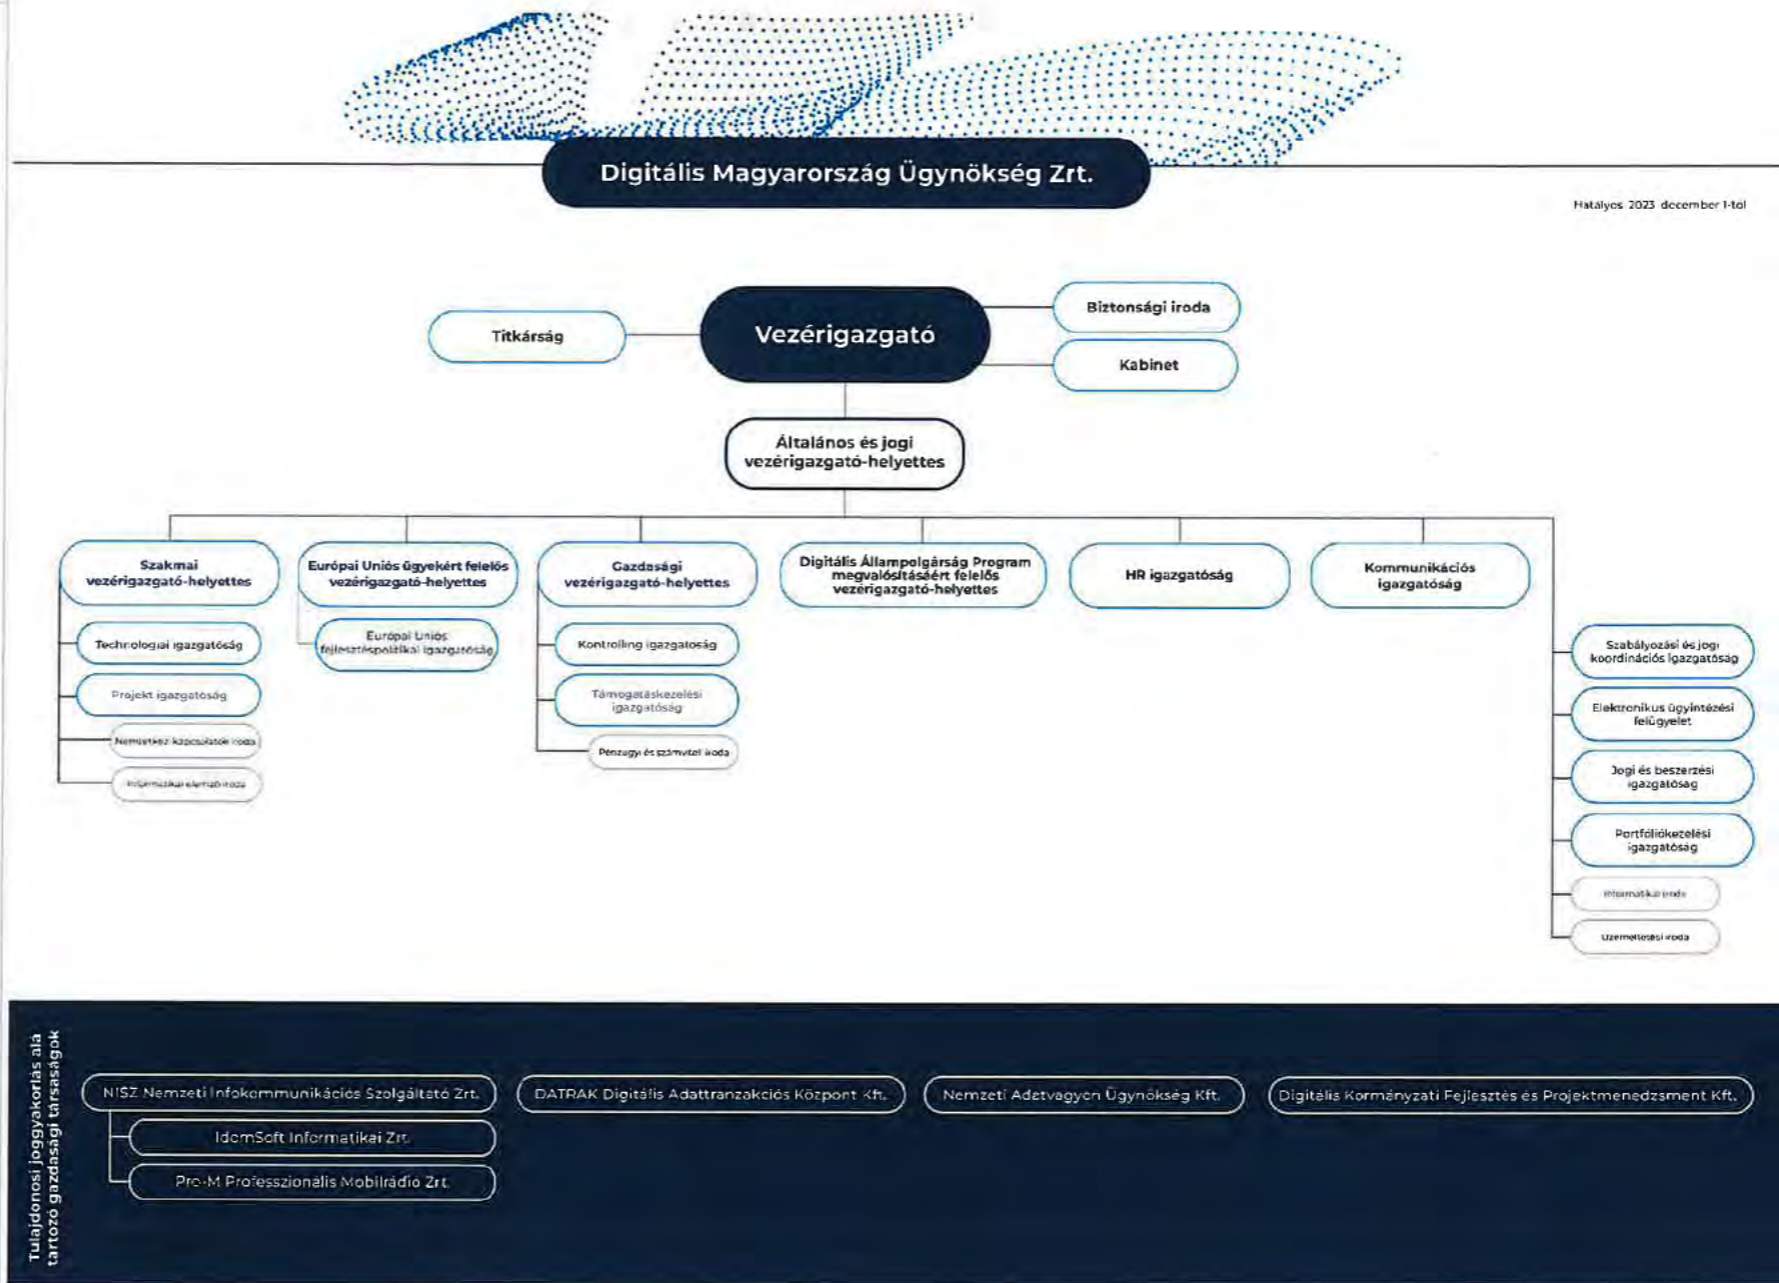 Digitális Magyarország Ügynökség Zrt.
Hatályos 2023 december 1-tól
Titkárság
Vezérigazgató
Biztonsági iroda
Kabinet
Általános és jogi
vezérigazgató-helyettes
Szakmai
vezérigazgató-helyettes
Technológiai igazgatóság
Projekt igazgatóság
Nemzetközi kapcsolatok iroda
Informatikai elemző iroda
Európai Uniós ügyekért felelős
vezérigazgató-helyettes
Európai Uniós
fejlesztéspolitikai igazgatóság
Gazdasági
vezérigazgató-helyettes
Kontrolling igazgatóság
Támogatáskezelési
igazgatóság
Pénzügyi és számvitel iroda
Digitális Állampolgárság Program
megvalósításáért felelős
vezérigazgató-helyettes
HR igazgatóság
Kommunikációs
igazgatóság
Szabályozási és jogi
koordinációs igazgatóság
Elektronikus ügyintézési
felügyelet
Jogi és beszerzési
igazgatóság
Portfóliókezelési
igazgatóság
Informatikai iroda
Üzemeltetési iroda
Tulajdonosi joggyakorlás alá
tartozó gazdasági társaságok
NISZ Nemzeti Infokommunikációs Szolgáltató Zrt.
IdomSoft Informatikai Zrt.
Pro-M Professzionális Mobilrádió Zrt.
DATRAK Digitális Adattranzakciós Központ Kft.
Nemzeti Adatvagyon Ügynökség Kft.
Digitális Kormányzati Fejlesztés és Projektmenedzsment Kft.